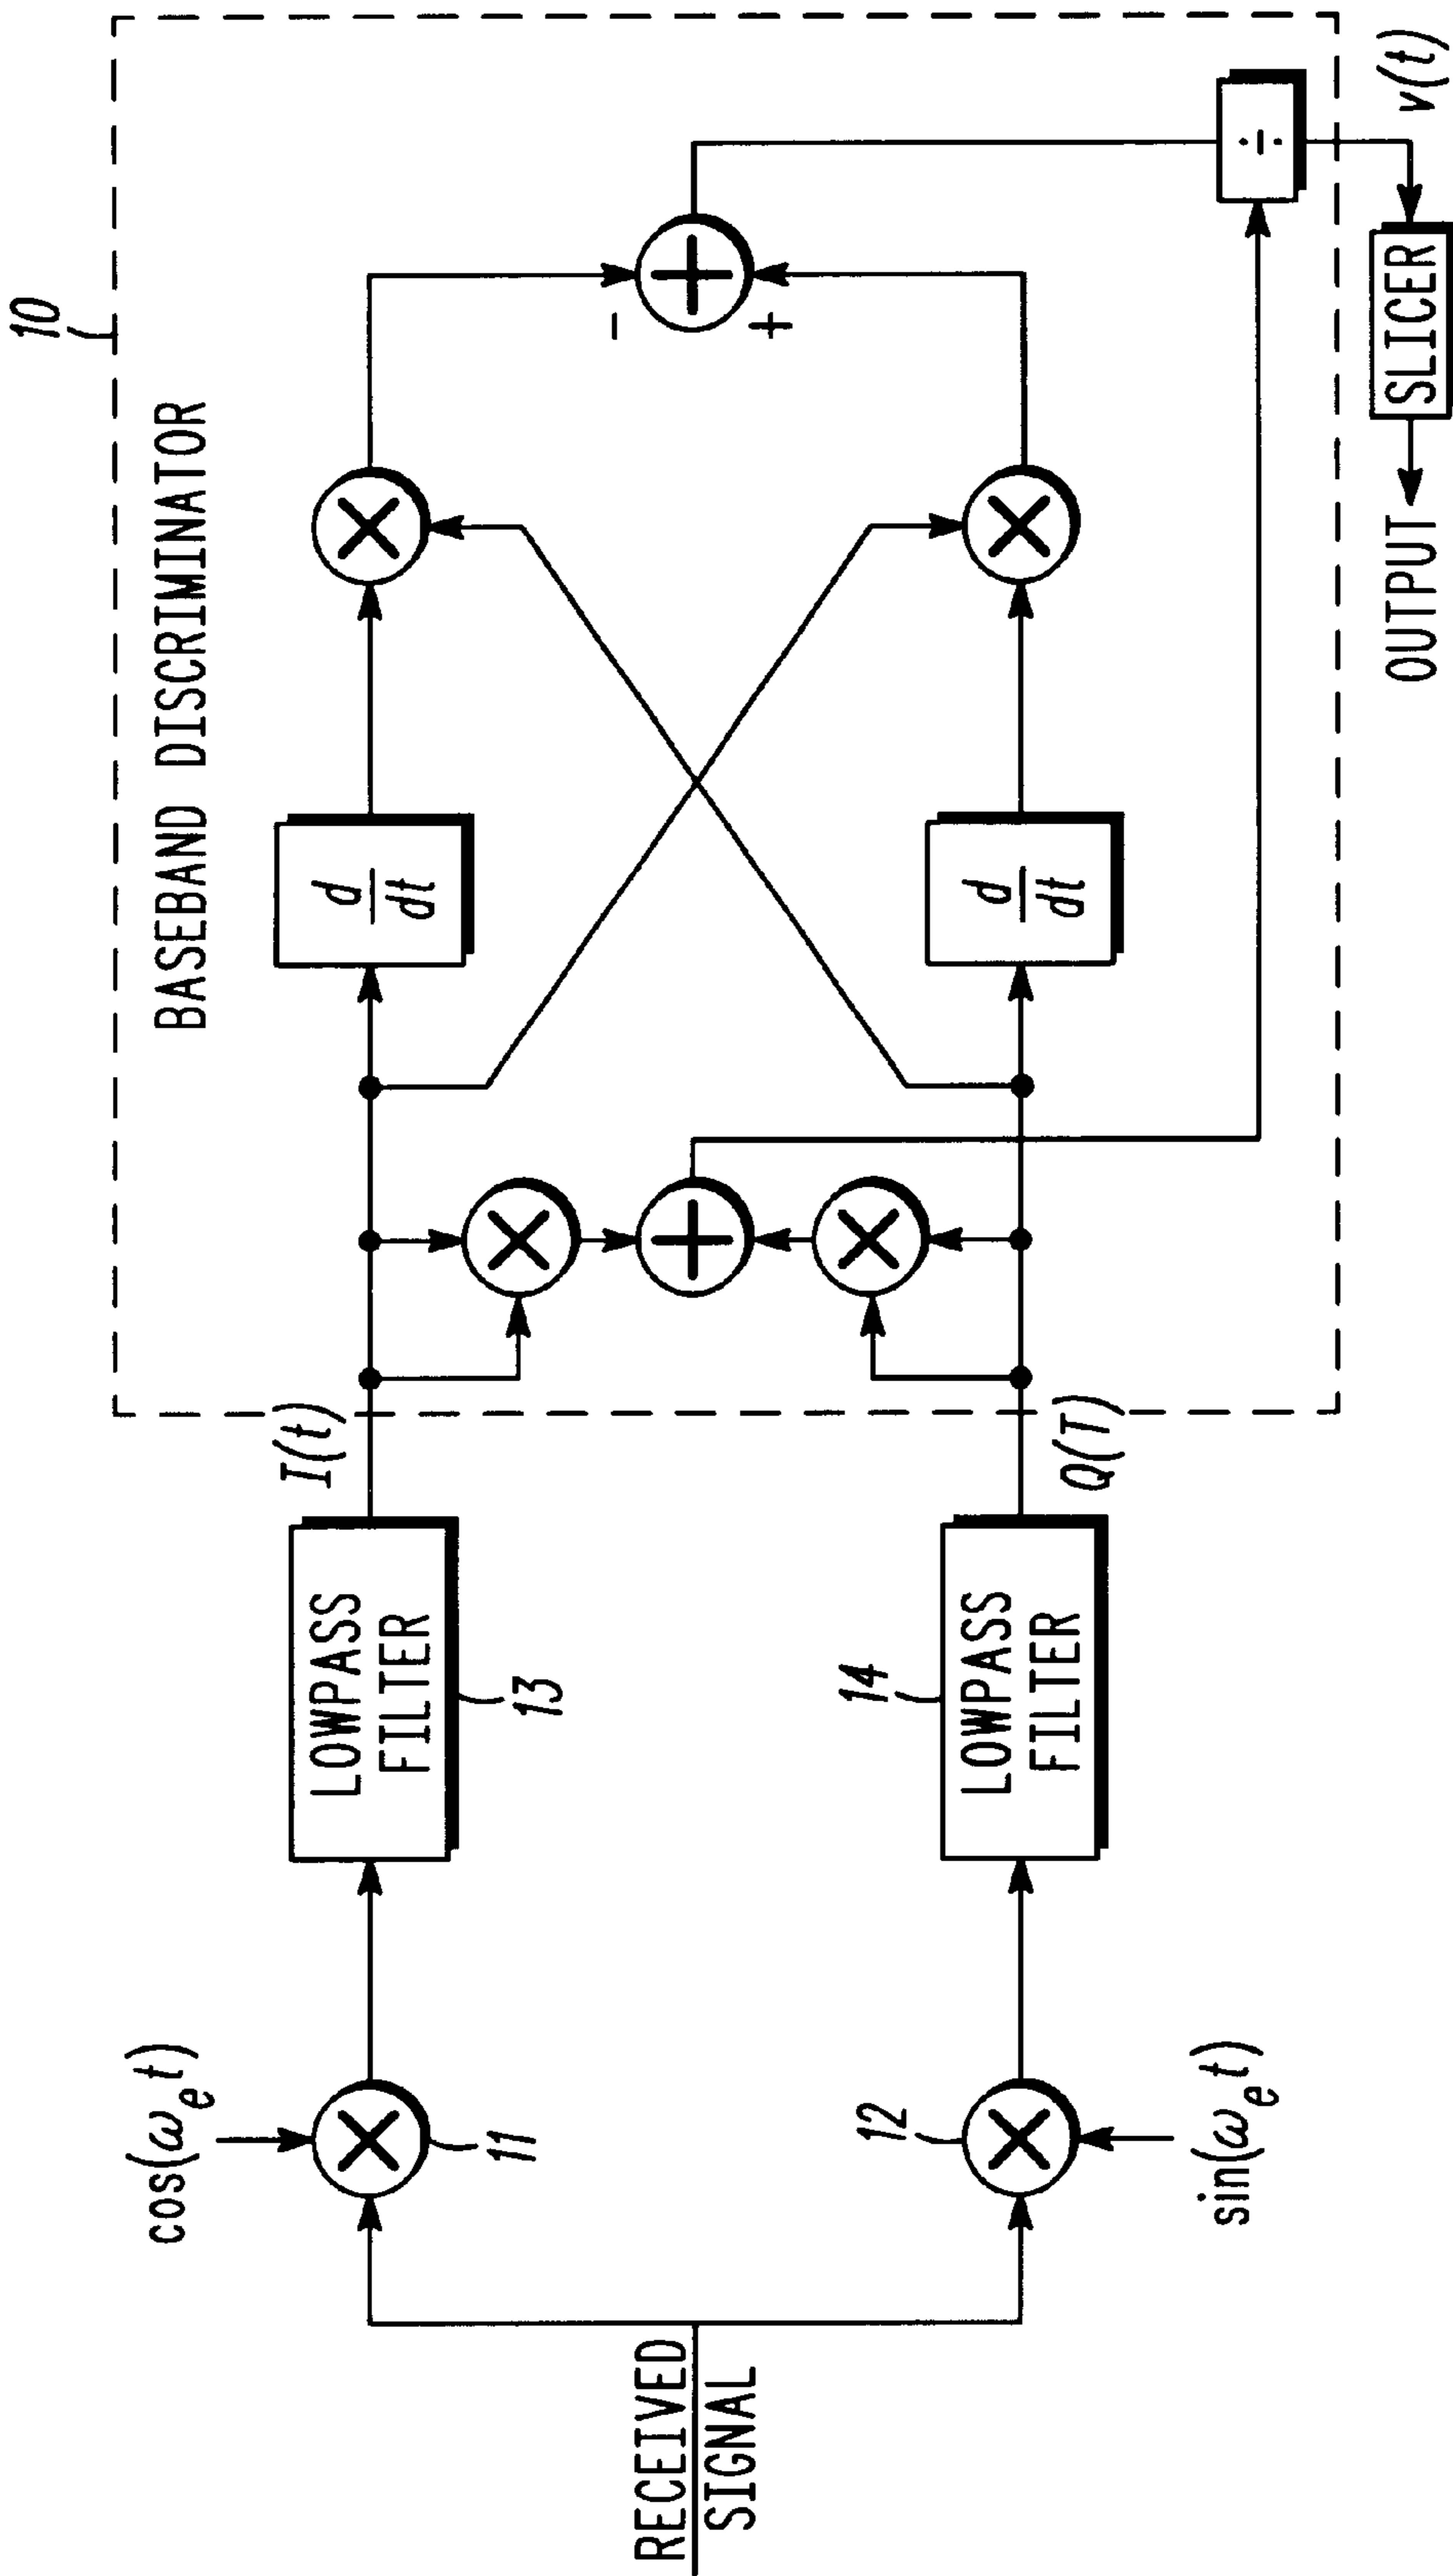 10
BASEBAND DISCRIMINATOR
cos(ω_e t)
11
LOWPASS
FILTER
13
I(t)
d
dt
×
+
-
+
RECEIVED
SIGNAL
12
sin(ω_e t)
14
LOWPASS
FILTER
Q(T)
d
dt
÷
v(t)
SLICER
OUTPUT